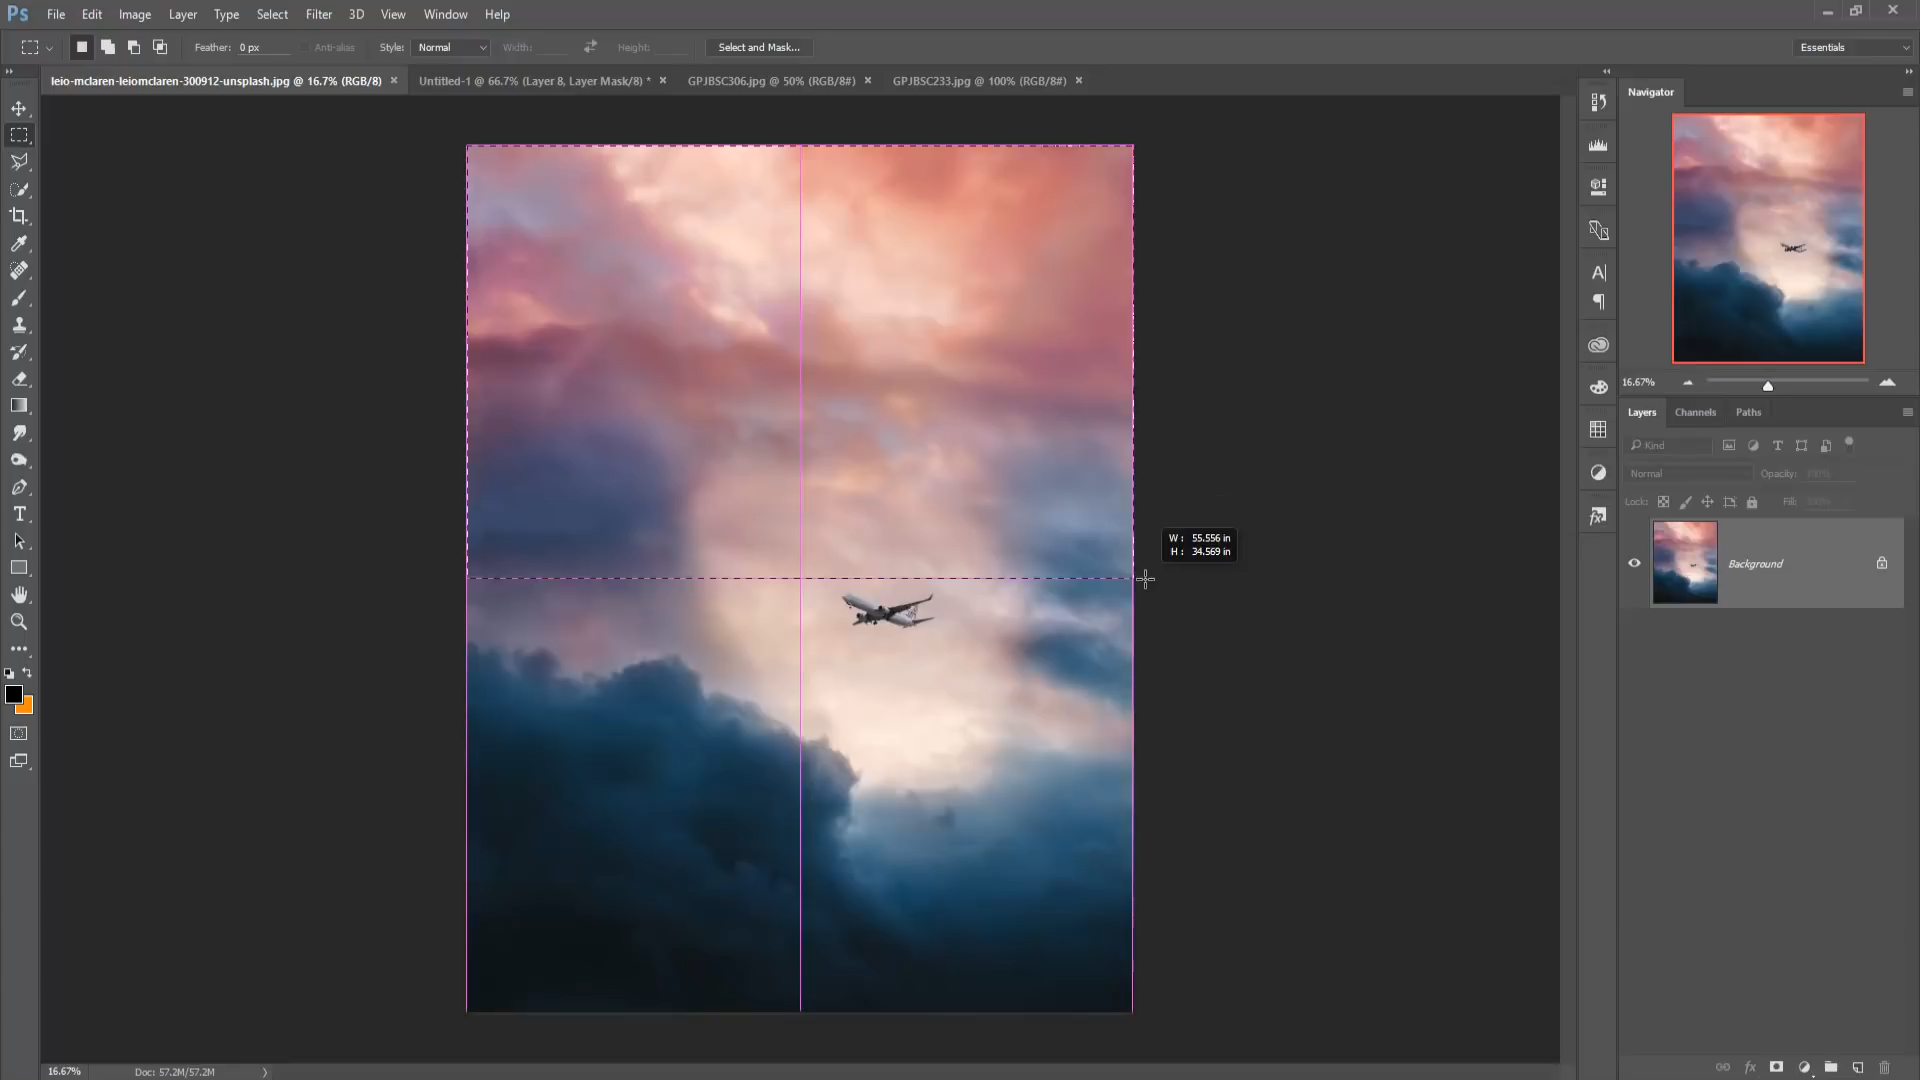 Ps File Edit Image Layer Type Select Filter 3D View Window Help
Feather: 0 px Anti-alias Style: Normal Width: Height: Select and Mask... Essentials
leio-mclaren-leiomclaren-300912-unsplash.jpg @ 16.7% (RGB/8) × Untitled-1 @ 66.7% (Layer 8, Layer Mask/8) * × GPJBSC306.jpg @ 50% (RGB/8#) × GPJBSC233.jpg @ 100% (RGB/8#) ×
Navigator
16.67%
Layers Channels Paths
Kind
Normal Opacity: 100%
Lock: Fill: 100%
W : 55.556 in
H : 34.569 in
Background
16.67% Doc: 57.2M/57.2M